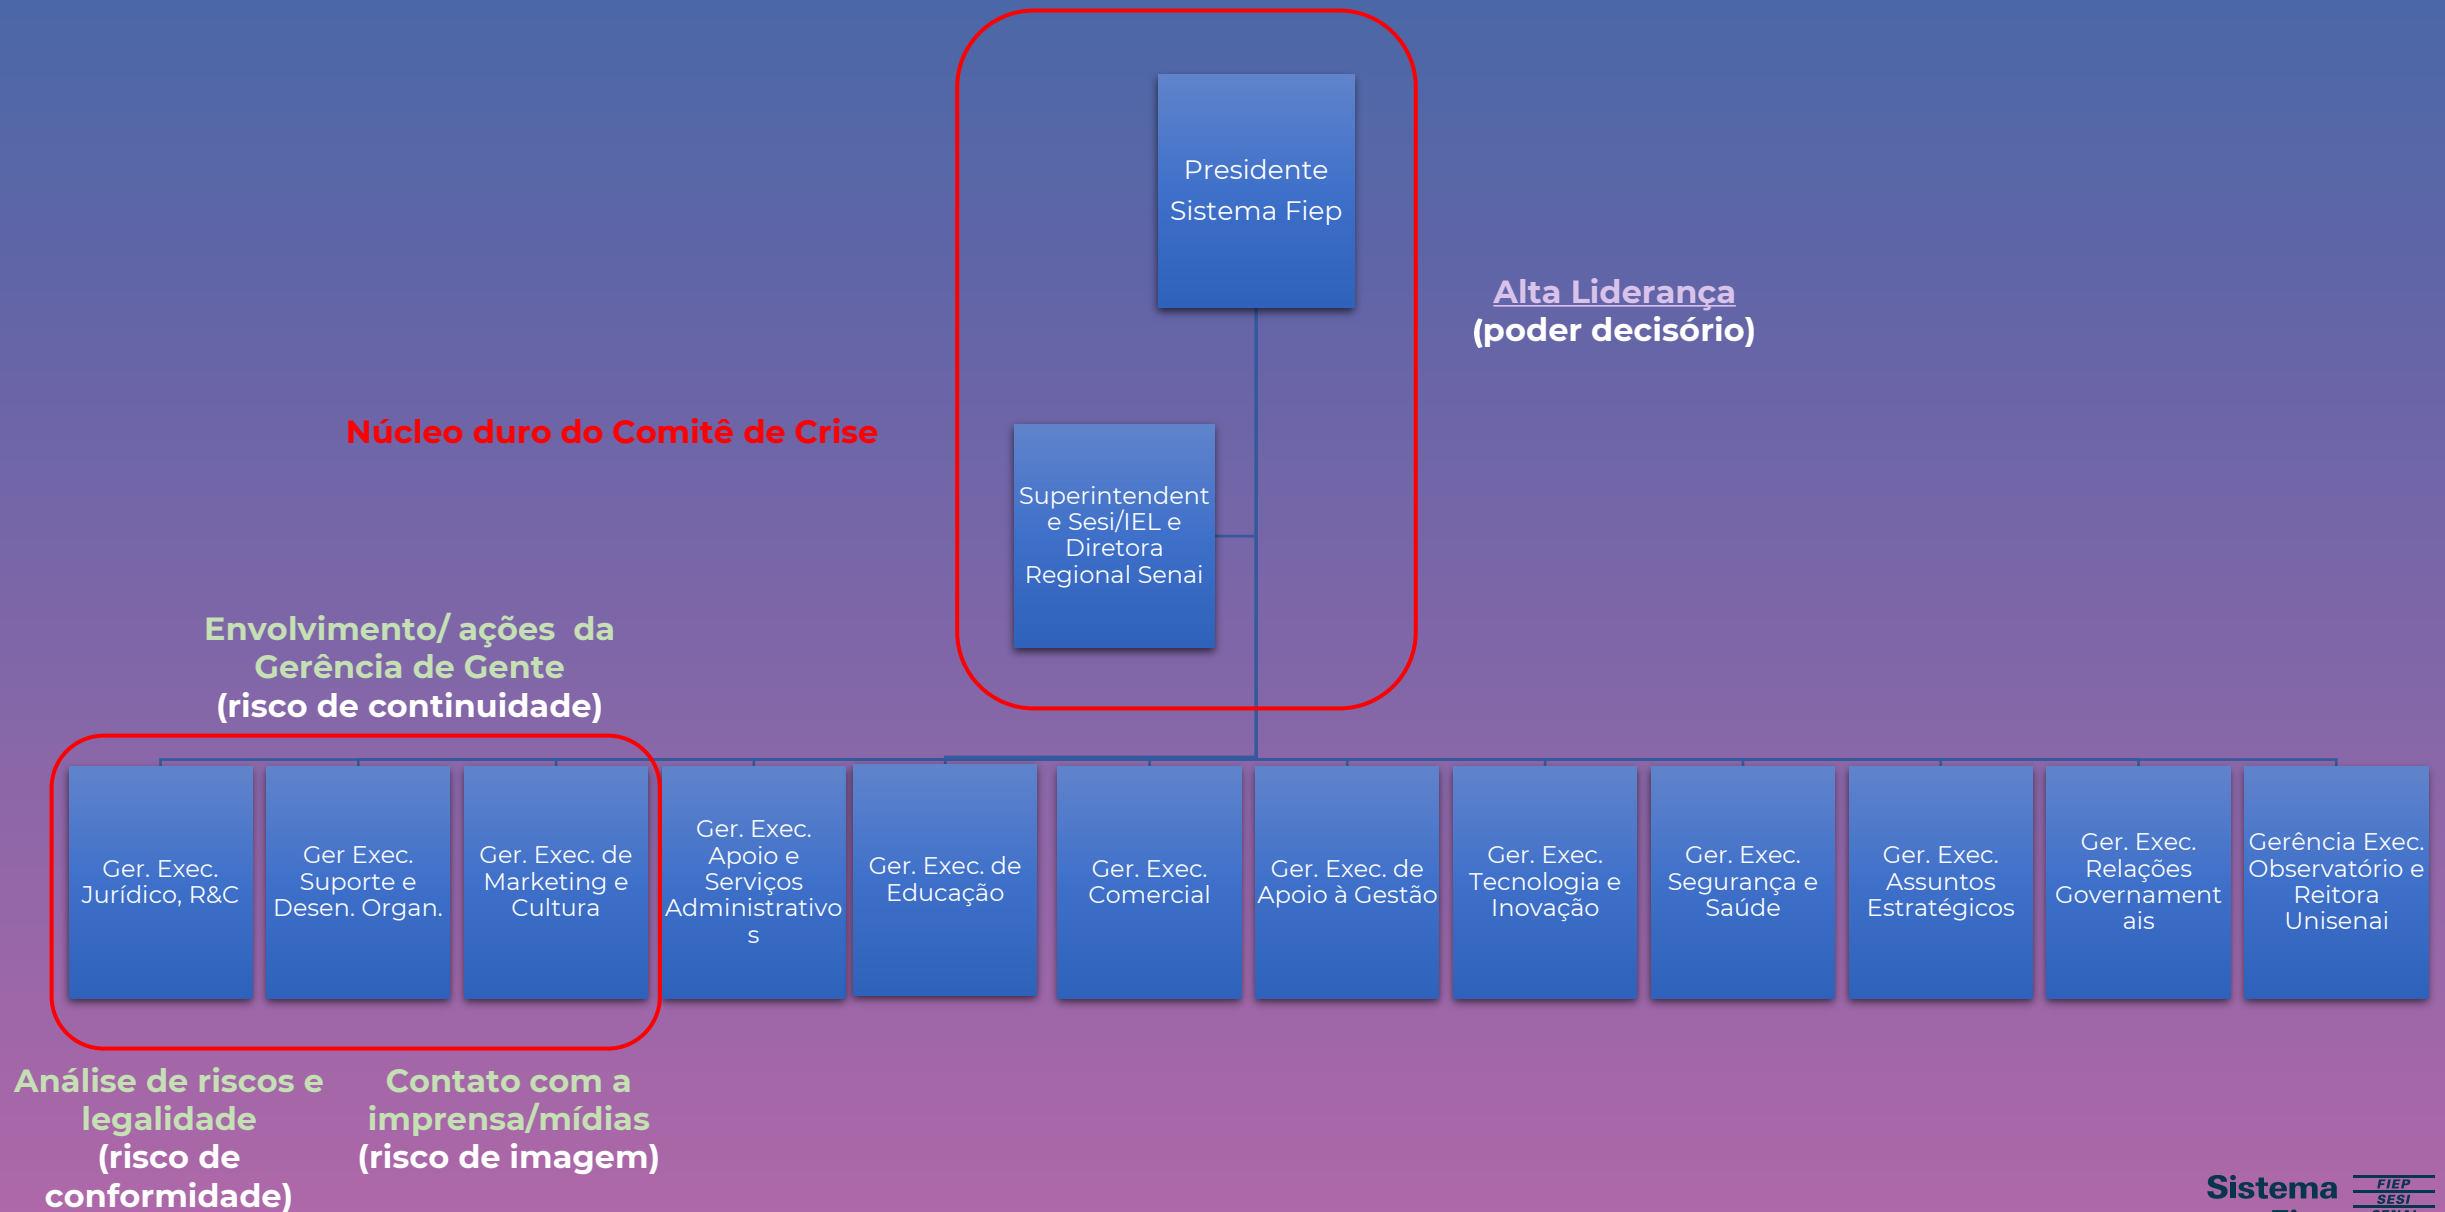 Presidente
Sistema Fiep
Alta Liderança
(poder decisório)
Núcleo duro do Comitê de Crise
Superintendent
e Sesi/IEL e
Diretora
Regional Senai
Envolvimento/ ações  da
Gerência de Gente
(risco de continuidade)
Ger. Exec.
Jurídico, R&C
Ger Exec.
Suporte e
Desen. Organ.
Ger. Exec. de
Marketing e
Cultura
Ger. Exec.
Apoio e
Serviços
Administrativo
s
Ger. Exec. de
Educação
Ger. Exec.
Comercial
Ger. Exec. de
Apoio à Gestão
Ger. Exec.
Tecnologia e
Inovação
Ger. Exec.
Segurança e
Saúde
Ger. Exec.
Assuntos
Estratégicos
Ger. Exec.
Relações
Governament
ais
Gerência Exec.
Observatório e
Reitora
Unisenai
Análise de riscos e
legalidade
(risco de
conformidade)
Contato com a
imprensa/mídias
(risco de imagem)
Sistema
FIEP
SESI